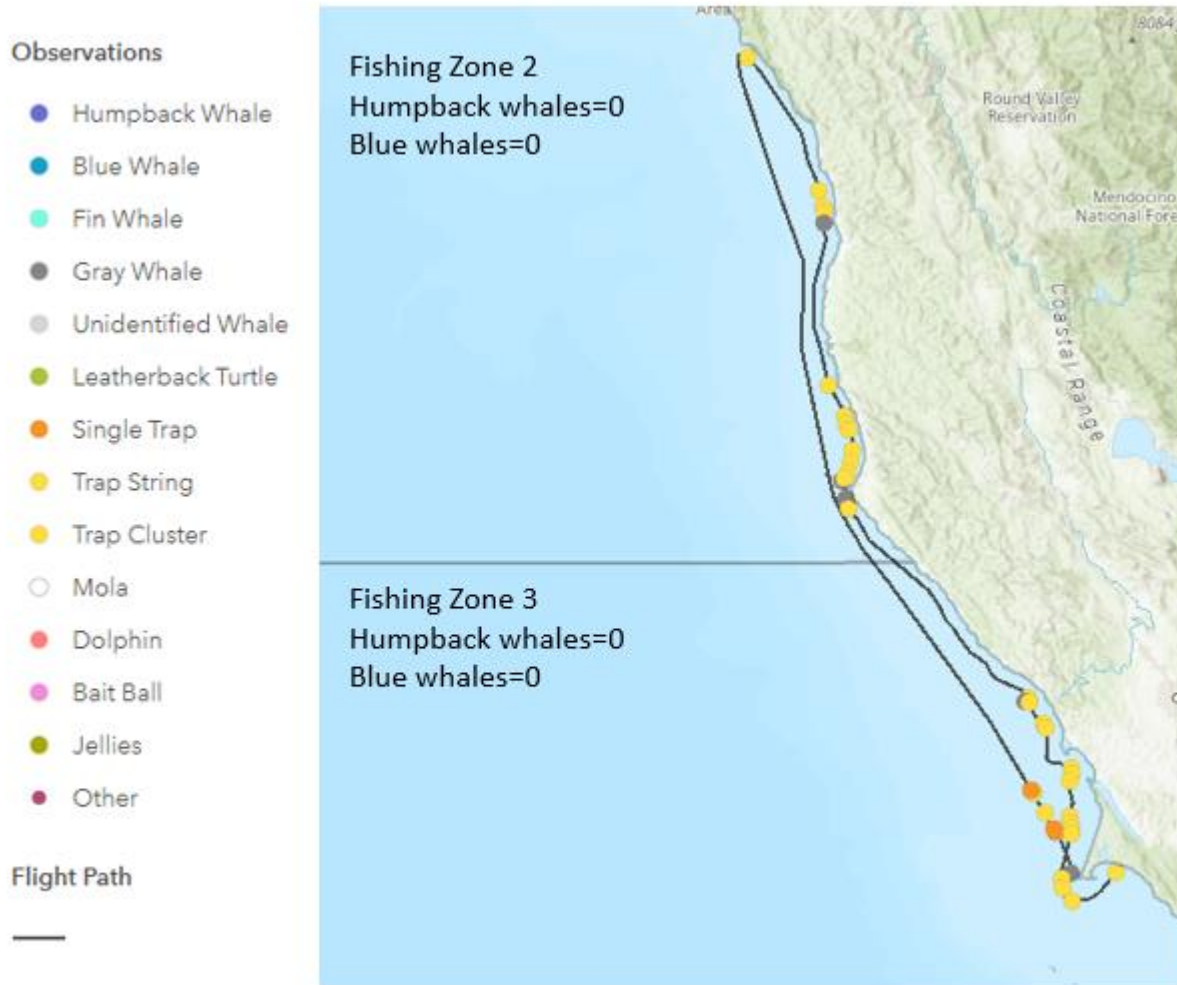 Observations
Humpback Whale
Blue Whale
Fin Whale
Gray Whale
Unidentified Whale
Leatherback Turtle
Single Trap
Trap String
Trap Cluster
Mola
Dolphin
Bait Ball
Jellies
Other
Flight Path
Fishing Zone 2
Humpback whales=0
Blue whales=0
Fishing Zone 3
Humpback whales=0
Blue whales=0
Area
8084
Round Valley
Reservation
Mendocino
National Fore
Coastal Range